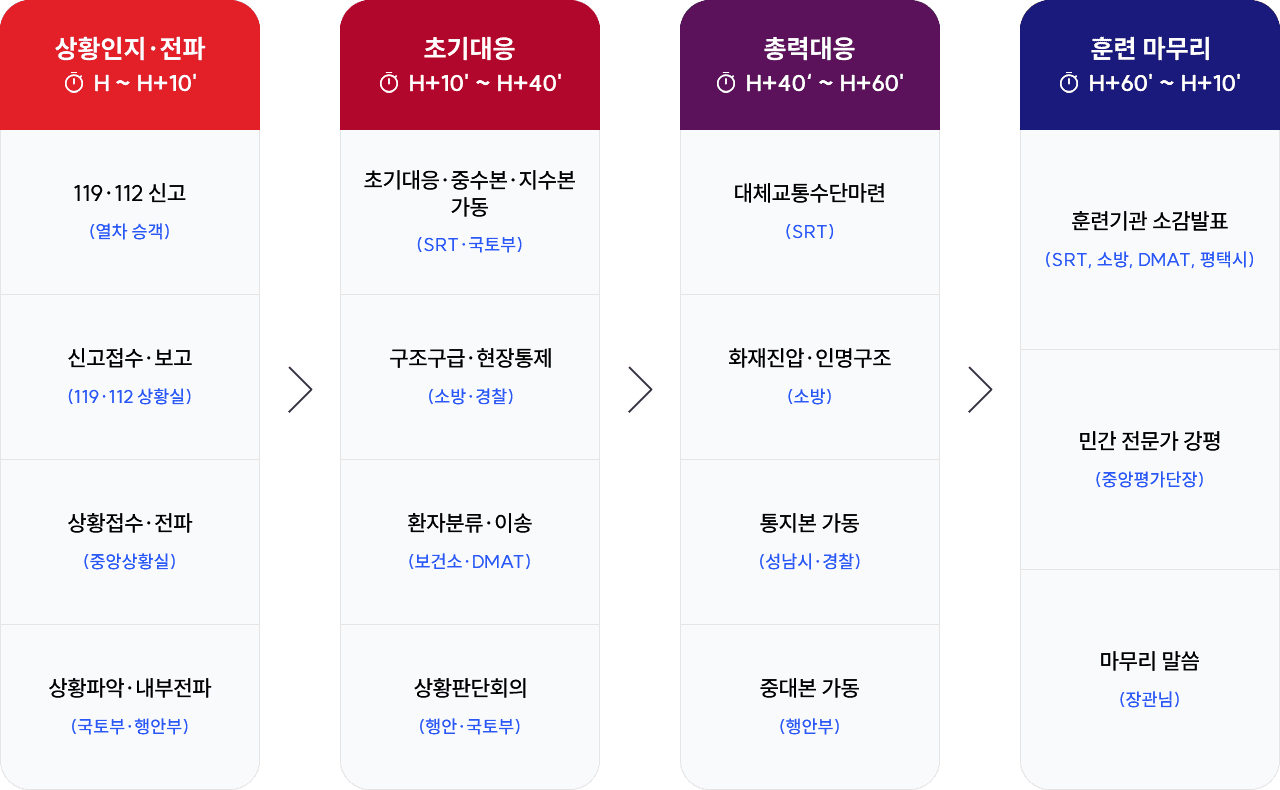 상황인지·전파
H ~ H+10'
119·112 신고
(열차 승객)
신고접수·보고
(119·112 상황실)
상황접수·전파
(중앙상황실)
상황파악·내부전파
(국토부·행안부)
초기대응
H+10' ~ H+40'
초기대응·중수본·지수본
가동
(SRT·국토부)
구조구급·현장통제
(소방·경찰)
환자분류·이송
(보건소·DMAT)
상황판단회의
(행안·국토부)
총력대응
H+40‘ ~ H+60'
대체교통수단마련
(SRT)
화재진압·인명구조
(소방)
통지본 가동
(성남시·경찰)
중대본 가동
(행안부)
훈련 마무리
H+60' ~ H+10'
훈련기관 소감발표
(SRT, 소방, DMAT, 평택시)
민간 전문가 강평
(중앙평가단장)
마무리 말씀
(장관님)